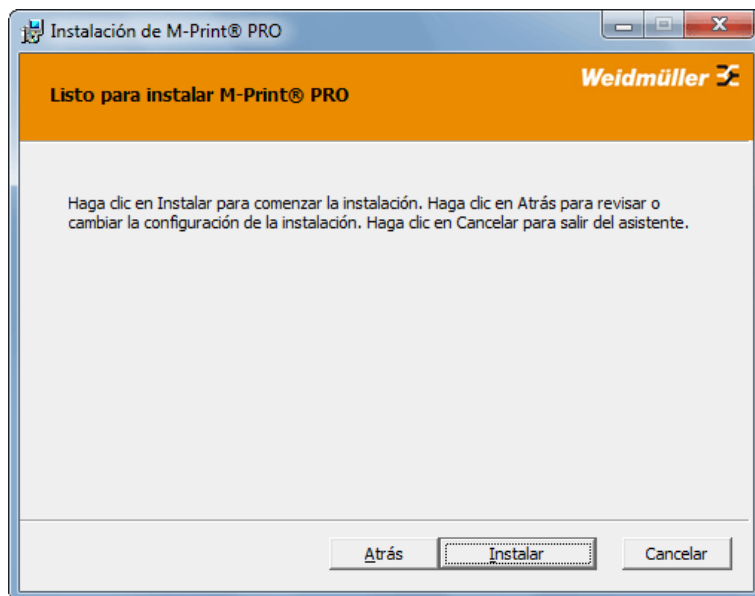 Instalación de M-Print® PRO
Weidmüller
Listo para instalar M-Print® PRO
Haga clic en Instalar para comenzar la instalación. Haga clic en Atrás para revisar o
cambiar la configuración de la instalación. Haga clic en Cancelar para salir del asistente.
Atrás Instalar Cancelar